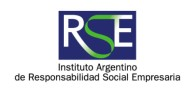 RSE
Instituto Argentino
de Responsabilidad Social Empresaria